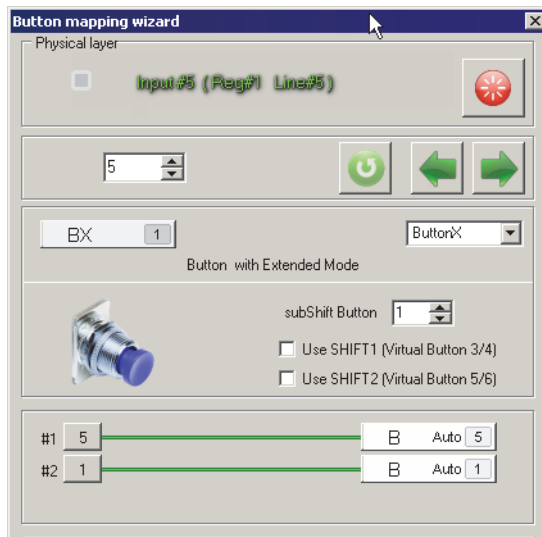 Button mapping wizard
Physical layer
Input#5 (Reg#1 Line#5)
5
BX 1 ButtonX
Button with Extended Mode
subShift Button 1
Use SHIFT1 (Virtual Button 3/4)
Use SHIFT2 (Virtual Button 5/6)
#1 5 B Auto 5
#2 1 B Auto 1